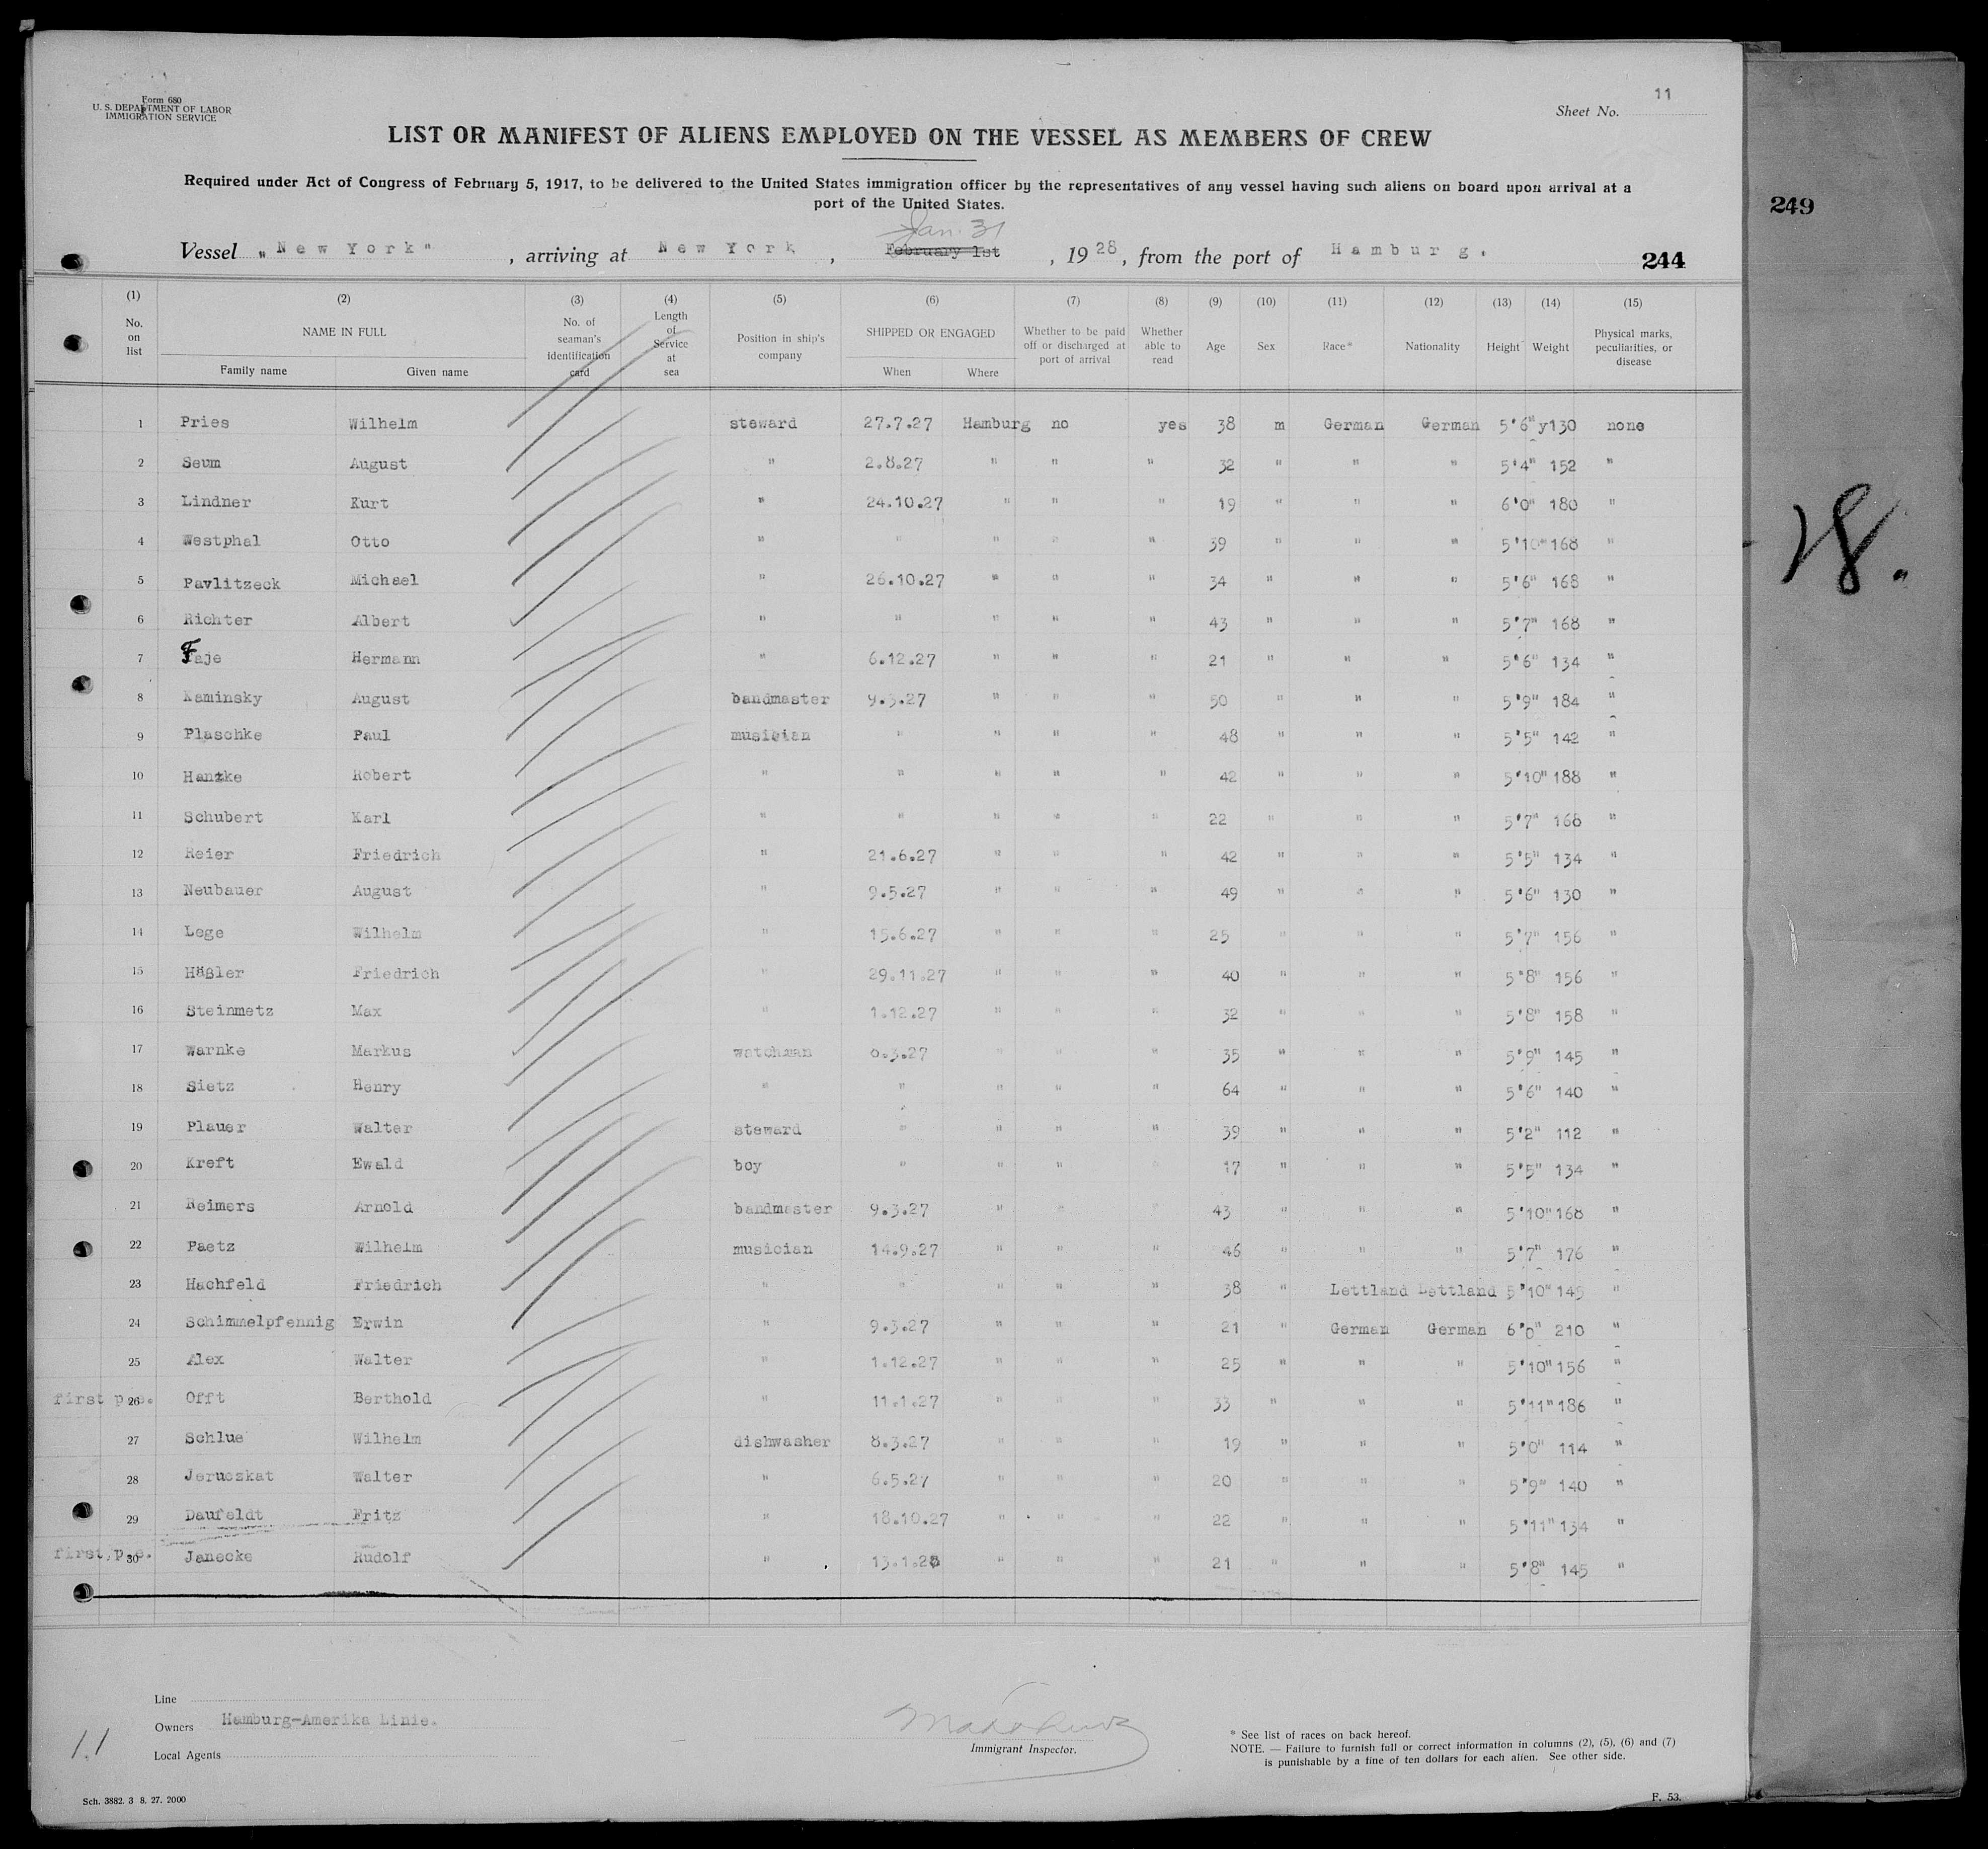 Form 680
U. S. DEPARTMENT OF LABOR
IMMIGRATION SERVICE
Sheet No. 11
LIST OR MANIFEST OF ALIENS EMPLOYED ON THE VESSEL AS MEMBERS OF CREW
Required under Act of Congress of February 5, 1917, to be delivered to the United States immigration officer by the representatives of any vessel having such aliens on board upon arrival at a
port of the United States.
249
Jan. 31
Vessel „New York" , arriving at New York , February 1st , 1928, from the port of Hamburg. 244
(1) (2) (3) (4) (5) (6) (7) (8) (9) (10) (11) (12) (13) (14) (15)
No. on list NAME IN FULL Family name Given name No. of seaman's identification card Length of Service at sea Position in ship's company SHIPPED OR ENGAGED When Where Whether to be paid off or discharged at port of arrival Whether able to read Age Sex Race* Nationality Height Weight Physical marks, peculiarities, or disease
1 Pries Wilhelm steward 27.7.27 Hamburg no yes 38 m German German 5'6" y130 none
2 Seum August " 2.8.27 " " " 32 " " " 5'4" 152 "
3 Lindner Kurt " 24.10.27 " " " 19 " " " 6'0" 180 "
4 Westphal Otto " " " " " 39 " " " 5'10" 168 "
5 Pavlitzeck Michael " 26.10.27 " " " 34 " " " 5'6" 168 "
6 Richter Albert " " " " " 43 " " " 5'7" 168 "
7 Faje Hermann " 6.12.27 " " " 21 " " " 5'6" 134 "
8 Kaminsky August bandmaster 9.3.27 " " " 50 " " " 5'9" 184 "
9 Plaschke Paul musician " " " " 48 " " " 5'5" 142 "
10 Hantke Robert " " " " " 42 " " " 5'10" 188 "
11 Schubert Karl " " " " " 22 " " " 5'7" 168 "
12 Reier Friedrich " 21.6.27 " " " 42 " " " 5'5" 134 "
13 Neubauer August " 9.5.27 " " " 49 " " " 5'6" 130 "
14 Lege Wilhelm " 15.6.27 " " " 25 " " " 5'7" 156 "
15 Häßler Friedrich " 29.11.27 " " " 40 " " " 5'8" 156 "
16 Steinmetz Max " 1.12.27 " " " 32 " " " 5'8" 158 "
17 Warnke Markus watchman .3.27 " " " 35 " " " 5'9" 145 "
18 Sietz Henry " " " " " 64 " " " 5'6" 140 "
19 Plauer Walter steward " " " " 39 " " " 5'2" 112 "
20 Kreft Ewald boy " " " " 17 " " " 5'5" 134 "
21 Reimers Arnold bandmaster 9.3.27 " " " 43 " " " 5'10" 168 "
22 Paetz Wilhelm musician 14.9.27 " " " 46 " " " 5'7" 176 "
23 Hachfeld Friedrich " " " " " 38 " Lettland Lettland 5'10" 145 "
24 Schimmelpfennig Erwin " 9.3.27 " " " 21 " German German 6'0" 210 "
25 Alex Walter " 1.12.27 " " " 25 " " " 5'10" 156 "
first p.e. 26 Offt Berthold " 11.1.27 " " " 33 " " " 5'11" 186 "
27 Schlue Wilhelm dishwasher 8.3.27 " " " 19 " " " 5'0" 114 "
28 Jeruczkat Walter " 6.5.27 " " " 20 " " " 5'9" 140 "
29 Daufeldt Fritz " 18.10.27 " " " 22 " " " 5'11" 134 "
first p.e. 30 Janecke Rudolf " 13.1.28 " " " 21 " " " 5'8" 145 "
Line
Owners Hamburg-Amerika Linie.
Local Agents
11
Immigrant Inspector.
* See list of races on back hereof.
NOTE. — Failure to furnish full or correct information in columns (2), (5), (6) and (7)
is punishable by a fine of ten dollars for each alien. See other side.
Sch. 3882. 3 8. 27. 2000
F. 53.